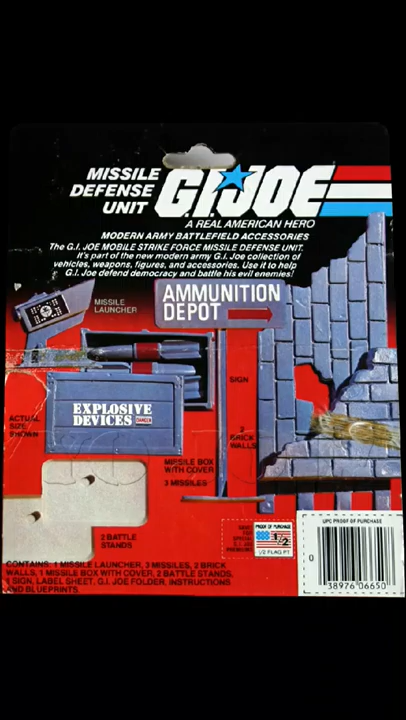 MISSILE
DEFENSE
UNIT
G.I. JOE
A REAL AMERICAN HERO
MODERN ARMY BATTLEFIELD ACCESSORIES
The G.I. JOE MOBILE STRIKE FORCE MISSILE DEFENSE UNIT.
It's part of the new modern army G.I. Joe collection of
vehicles, weapons, figures, and accessories. Use it to help
G.I. Joe defend democracy and battle his evil enemies!
MISSILE
LAUNCHER
AMMUNITION
DEPOT
SIGN
2
BRICK
WALLS
ACTUAL
SIZE
SHOWN
EXPLOSIVE
DEVICES
DANGER
MISSILE BOX
WITH COVER
3 MISSILES
2 BATTLE
STANDS
GOOD
FOR
SPECIAL
G.I. JOE
PREMIUMS
PROOF OF PURCHASE
1/2
1/2 FLAG PT
UPC PROOF OF PURCHASE
0
38976 06650
CONTAINS: 1 MISSILE LAUNCHER, 3 MISSILES, 2 BRICK
WALLS, 1 MISSILE BOX WITH COVER, 2 BATTLE STANDS,
1 SIGN, LABEL SHEET, G.I. JOE FOLDER, INSTRUCTIONS
AND BLUEPRINTS.